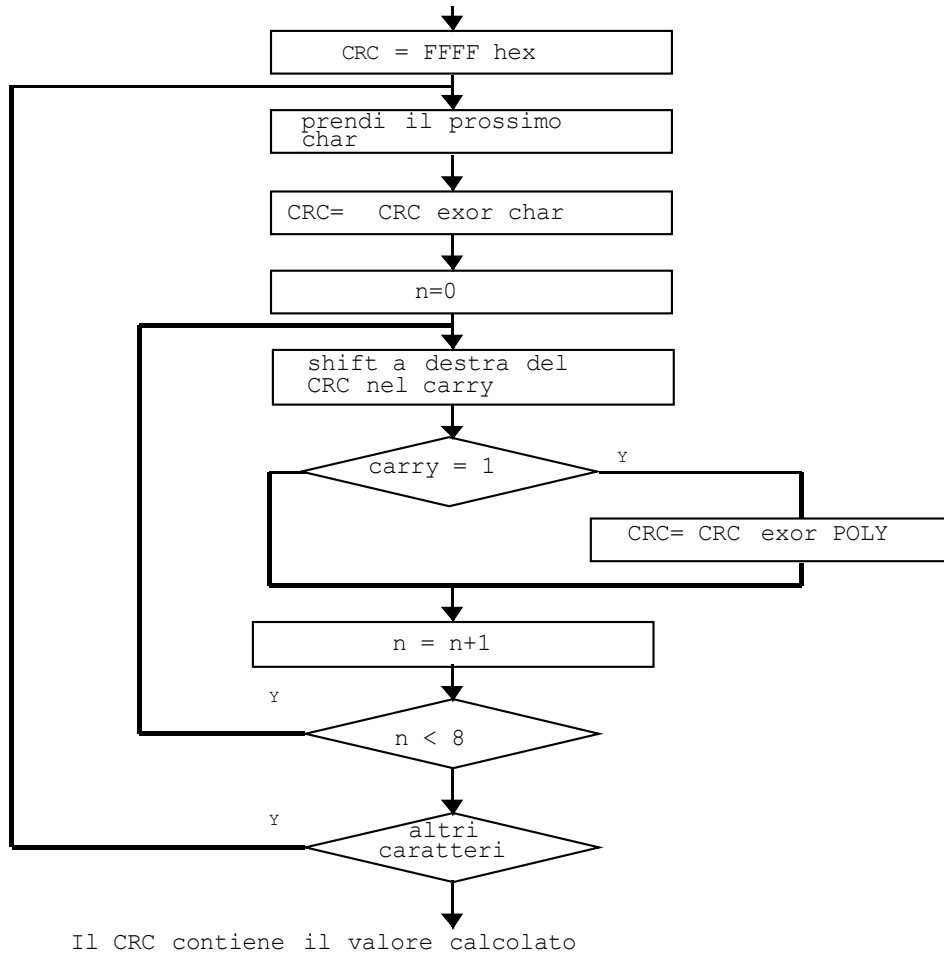 CRC = FFFF hex
prendi il prossimo
char
CRC= CRC exor char
n=0
shift a destra del
CRC nel carry
carry = 1
Y
CRC= CRC exor POLY
n = n+1
Y
n < 8
Y
altri
caratteri
Il CRC contiene il valore calcolato